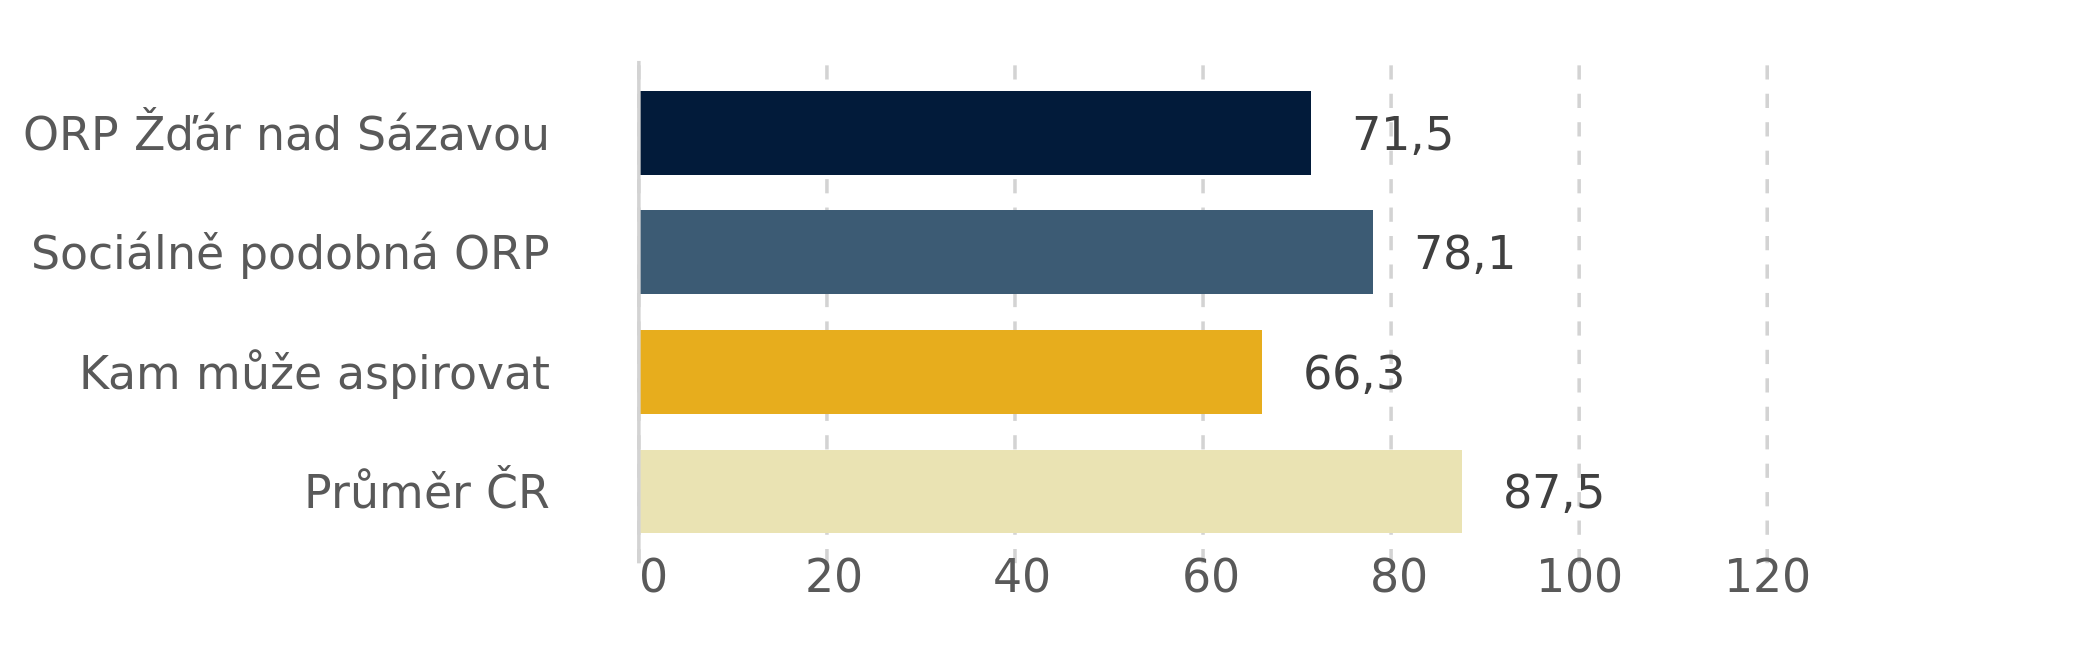 ORP Žďár nad Sázavou 71,5
Sociálně podobná ORP 78,1
Kam může aspirovat 66,3
Průměr ČR 87,5
0 20 40 60 80 100 120